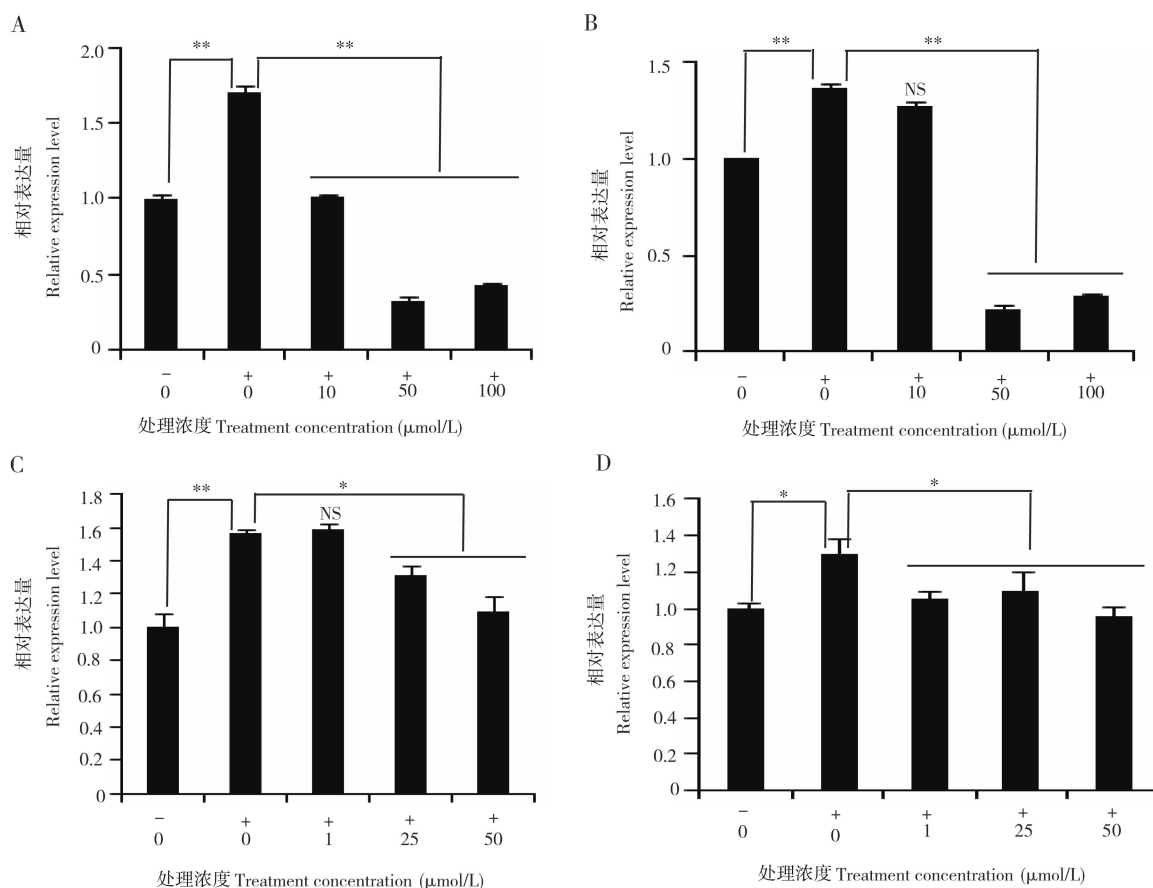 A
** **
2.0
1.5
1.0
0.5
0
相对表达量
Relative expression level
− + + + +
0 0 10 50 100
处理浓度 Treatment concentration (μmol/L)
B
** **
NS
1.5
1.0
0.5
0
相对表达量
Relative expression level
− + + + +
0 0 10 50 100
处理浓度 Treatment concentration (μmol/L)
C
** *
NS
1.8
1.6
1.4
1.2
1.0
0.8
0.6
0.4
0.2
0
相对表达量
Relative expression level
− + + + +
0 0 1 25 50
处理浓度 Treatment concentration (μmol/L)
D
* *
1.6
1.4
1.2
1.0
0.8
0.6
0.4
0.2
0
相对表达量
Relative expression level
− + + + +
0 0 1 25 50
处理浓度 Treatment concentration (μmol/L)